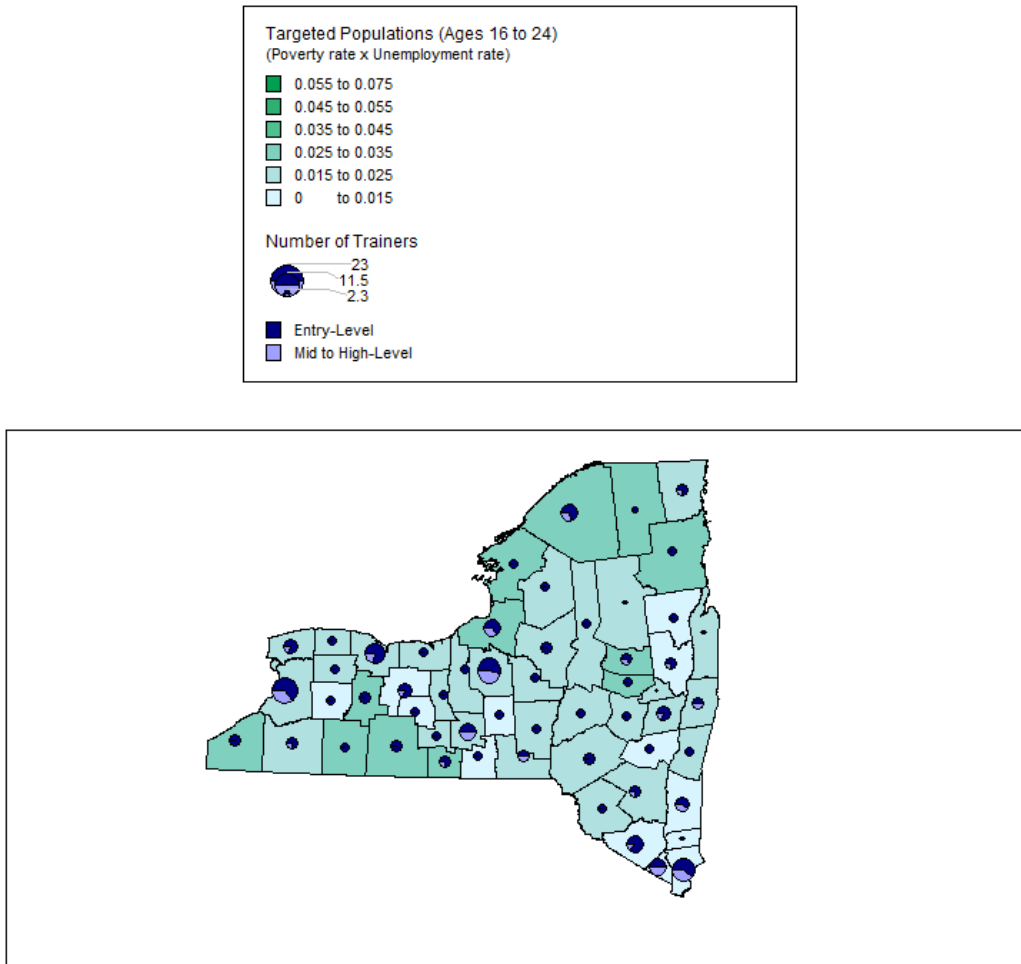 Targeted Populations (Ages 16 to 24)
(Poverty rate x Unemployment rate)
0.055 to 0.075
0.045 to 0.055
0.035 to 0.045
0.025 to 0.035
0.015 to 0.025
0 to 0.015
Number of Trainers
23
11.5
2.3
Entry-Level
Mid to High-Level